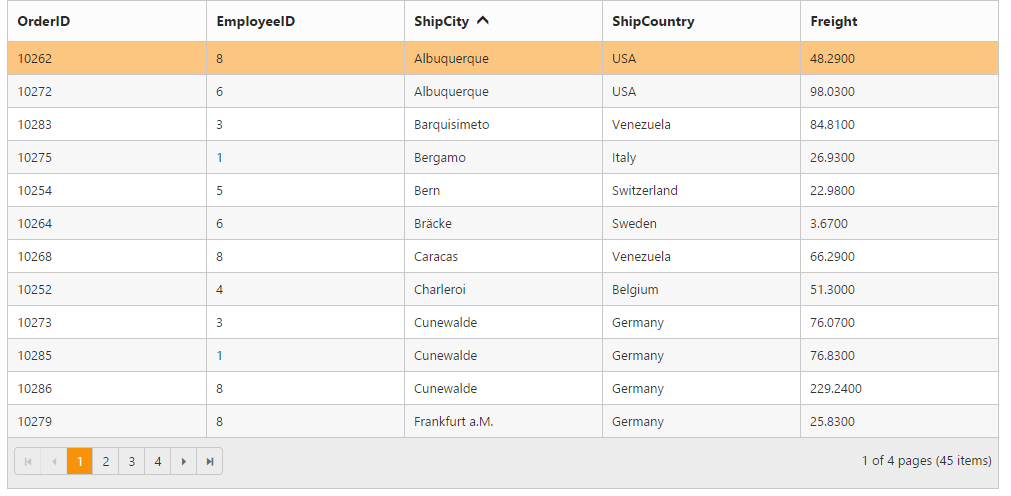 OrderID EmployeeID ShipCity ShipCountry Freight
10262 8 Albuquerque USA 48.2900
10272 6 Albuquerque USA 98.0300
10283 3 Barquisimeto Venezuela 84.8100
10275 1 Bergamo Italy 26.9300
10254 5 Bern Switzerland 22.9800
10264 6 Bräcke Sweden 3.6700
10268 8 Caracas Venezuela 66.2900
10252 4 Charleroi Belgium 51.3000
10273 3 Cunewalde Germany 76.0700
10285 1 Cunewalde Germany 76.8300
10286 8 Cunewalde Germany 229.2400
10279 8 Frankfurt a.M. Germany 25.8300
1 2 3 4 1 of 4 pages (45 items)